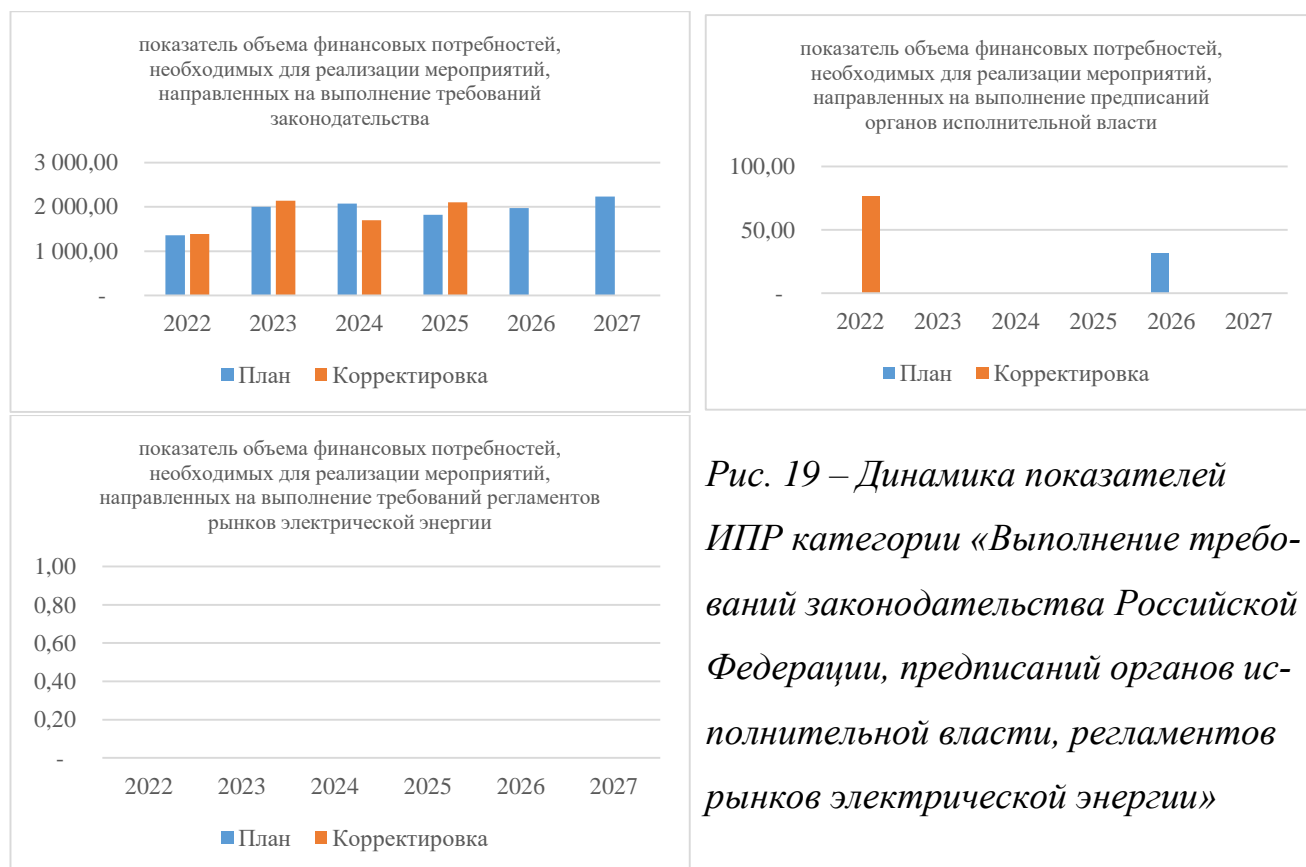 показатель объема финансовых потребностей,
необходимых для реализации мероприятий,
направленных на выполнение требований
законодательства
3 000,00
2 000,00
1 000,00
-
2022 2023 2024 2025 2026 2027
План Корректировка
показатель объема финансовых потребностей,
необходимых для реализации мероприятий,
направленных на выполнение предписаний
органов исполнительной власти
100,00
50,00
-
2022 2023 2024 2025 2026 2027
План Корректировка
показатель объема финансовых потребностей,
необходимых для реализации мероприятий,
направленных на выполнение требований регламентов
рынков электрической энергии
1,00
0,80
0,60
0,40
0,20
-
2022 2023 2024 2025 2026 2027
План Корректировка
Рис. 19 – Динамика показателей
ИПР категории «Выполнение требо-
ваний законодательства Российской
Федерации, предписаний органов ис-
полнительной власти, регламентов
рынков электрической энергии»